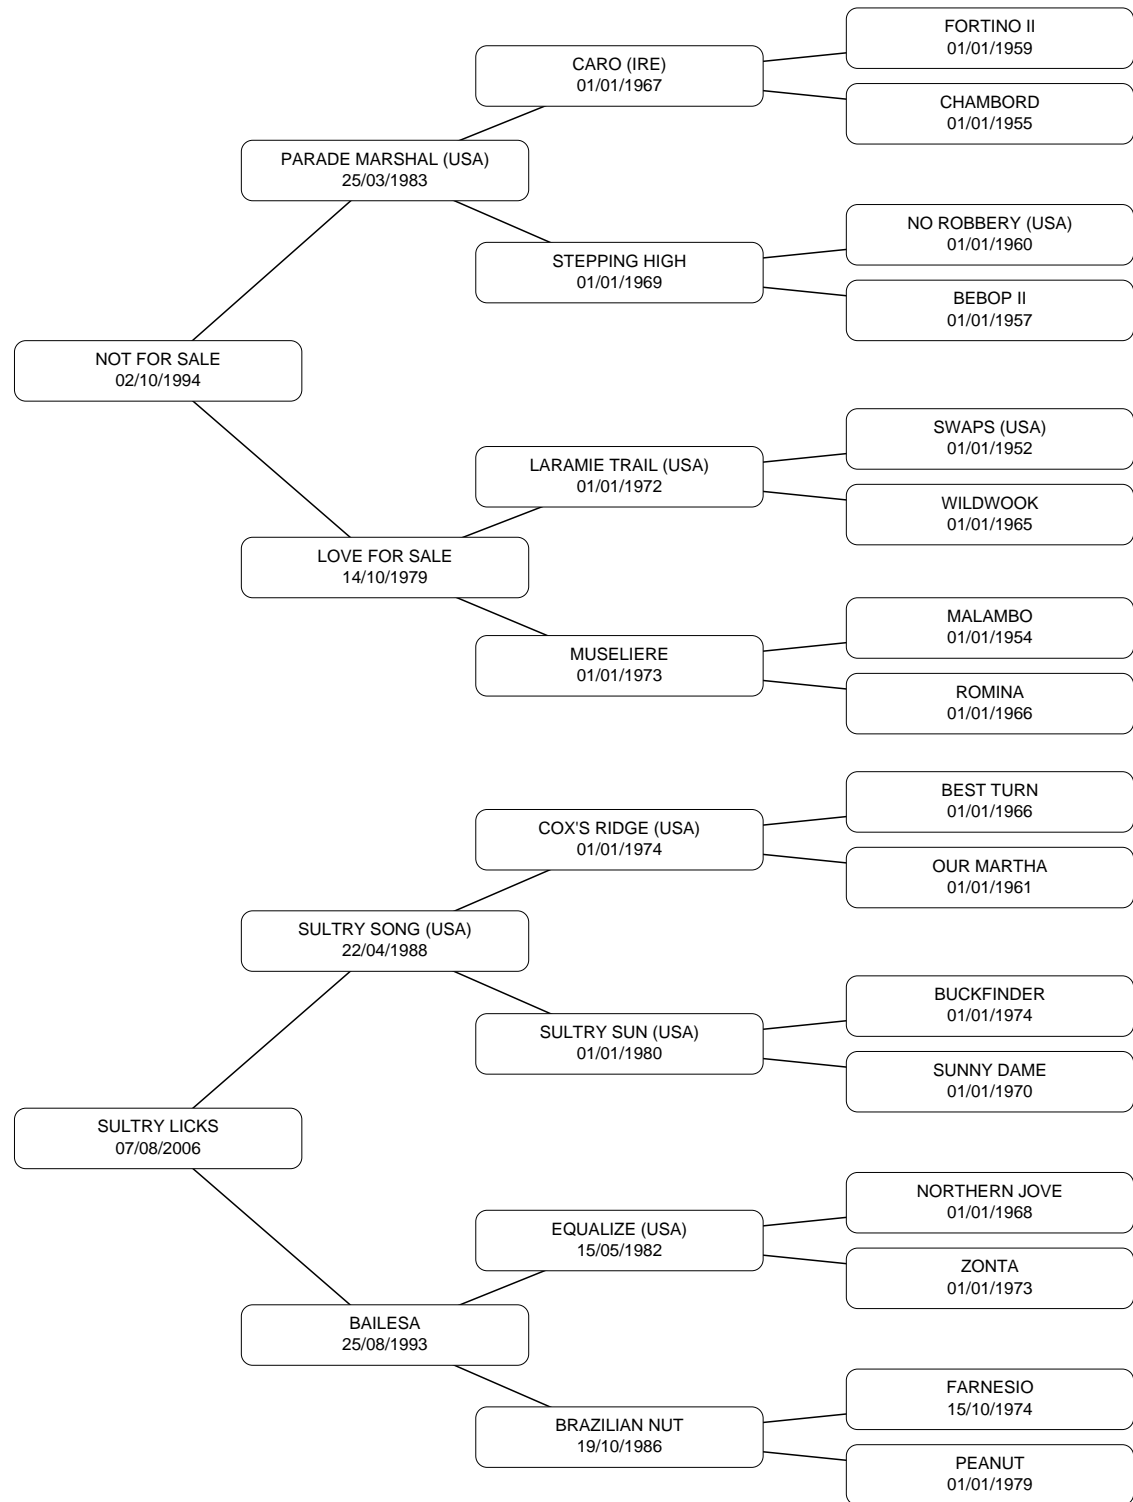 FORTINO II
01/01/1959
CARO (IRE)
01/01/1967
CHAMBORD
01/01/1955
PARADE MARSHAL (USA)
25/03/1983
NO ROBBERY (USA)
01/01/1960
STEPPING HIGH
01/01/1969
BEBOP II
01/01/1957
NOT FOR SALE
02/10/1994
SWAPS (USA)
01/01/1952
LARAMIE TRAIL (USA)
01/01/1972
WILDWOOK
01/01/1965
LOVE FOR SALE
14/10/1979
MALAMBO
01/01/1954
MUSELIERE
01/01/1973
ROMINA
01/01/1966
BEST TURN
01/01/1966
COX'S RIDGE (USA)
01/01/1974
OUR MARTHA
01/01/1961
SULTRY SONG (USA)
22/04/1988
BUCKFINDER
01/01/1974
SULTRY SUN (USA)
01/01/1980
SUNNY DAME
01/01/1970
SULTRY LICKS
07/08/2006
NORTHERN JOVE
01/01/1968
EQUALIZE (USA)
15/05/1982
ZONTA
01/01/1973
BAILESA
25/08/1993
FARNESIO
15/10/1974
BRAZILIAN NUT
19/10/1986
PEANUT
01/01/1979